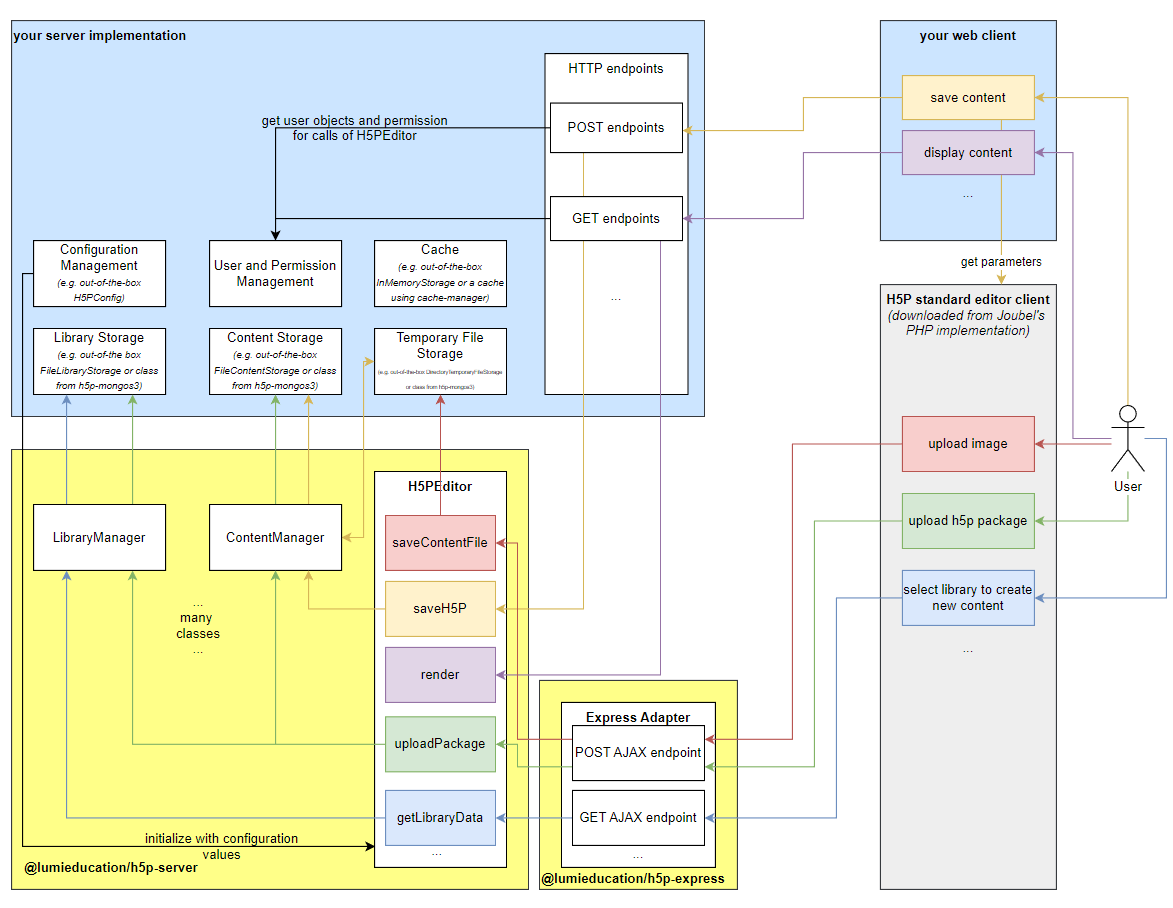 your server implementation
HTTP endpoints
POST endpoints
get user objects and permission
for calls of H5PEditor
GET endpoints
...
Configuration
Management
(e.g. out-of-the-box
H5PConfig)
User and Permission
Management
Cache
(e.g. out-of-the-box
InMemoryStorage or a cache
using cache-manager)
Library Storage
(e.g. out-of-the box
FileLibraryStorage or class
from h5p-mongos3)
Content Storage
(e.g. out-of-the-box
FileContentStorage or class
from h5p-mongos3)
Temporary File
Storage
(e.g. out-of-the-box DirectoryTemporaryFileStorage
or class from h5p-mongos3)
your web client
save content
display content
...
get parameters
H5P standard editor client
(downloaded from Joubel's
PHP implementation)
upload image
upload h5p package
select library to create
new content
...
User
LibraryManager
ContentManager
...
many
classes
...
H5PEditor
saveContentFile
saveH5P
render
uploadPackage
getLibraryData
...
initialize with configuration
values
@lumieducation/h5p-server
Express Adapter
POST AJAX endpoint
GET AJAX endpoint
...
@lumieducation/h5p-express